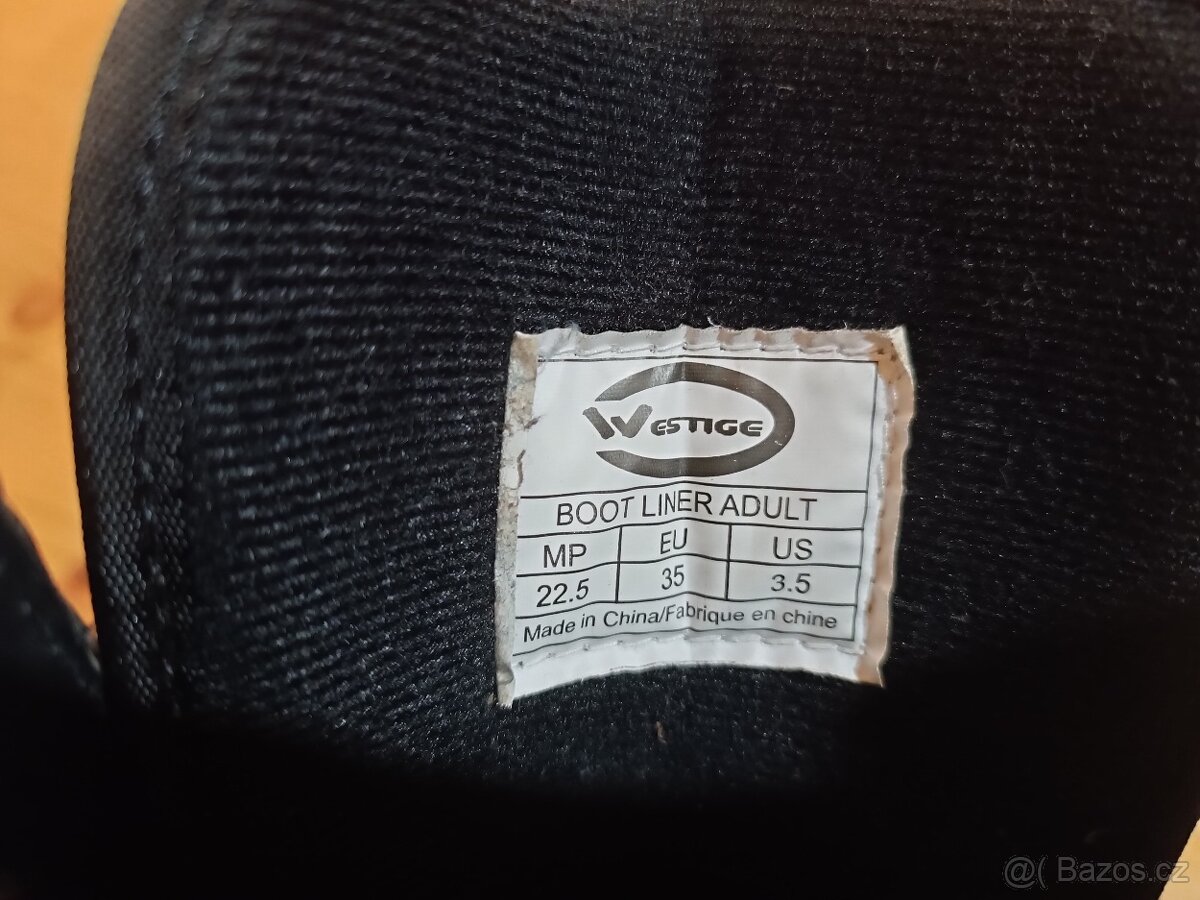 WESTIGE
BOOT LINER ADULT
MP EU US
22.5 35 3.5
Made in China/Fabrique en chine
@( Bazos.cz